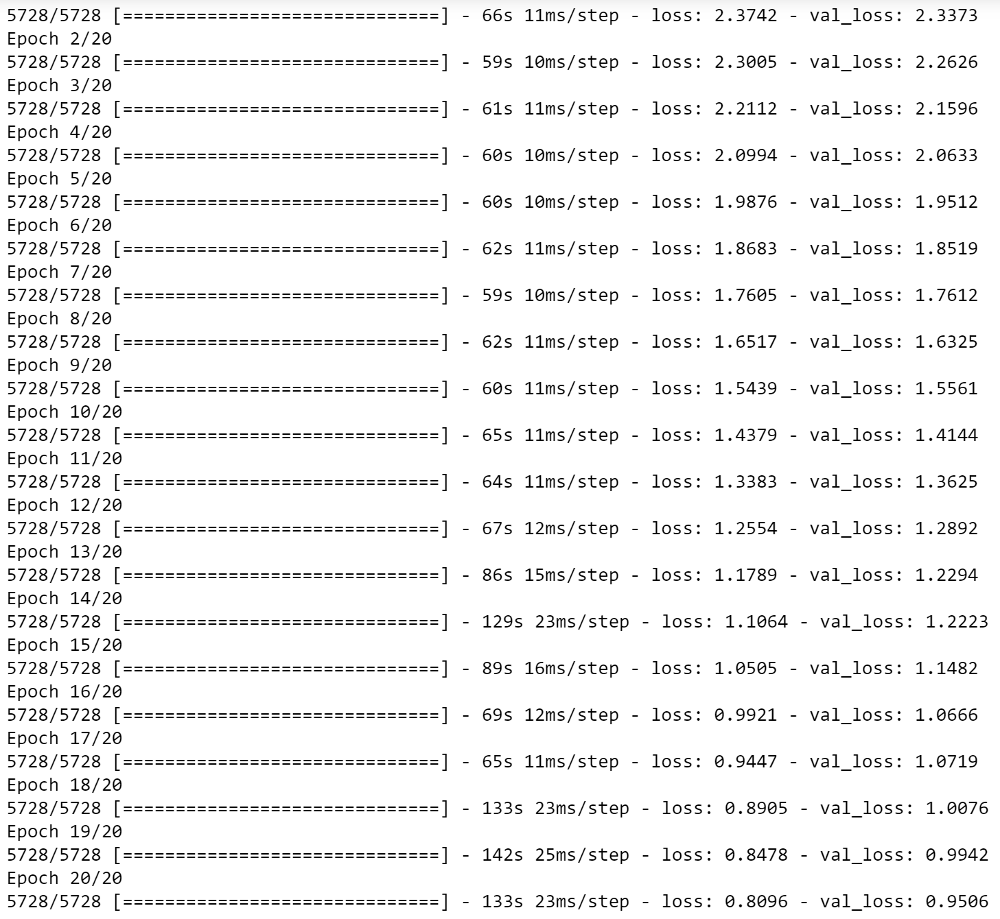 5728/5728 [==============================] - 66s 11ms/step - loss: 2.3742 - val_loss: 2.3373
Epoch 2/20
5728/5728 [==============================] - 59s 10ms/step - loss: 2.3005 - val_loss: 2.2626
Epoch 3/20
5728/5728 [==============================] - 61s 11ms/step - loss: 2.2112 - val_loss: 2.1596
Epoch 4/20
5728/5728 [==============================] - 60s 10ms/step - loss: 2.0994 - val_loss: 2.0633
Epoch 5/20
5728/5728 [==============================] - 60s 10ms/step - loss: 1.9876 - val_loss: 1.9512
Epoch 6/20
5728/5728 [==============================] - 62s 11ms/step - loss: 1.8683 - val_loss: 1.8519
Epoch 7/20
5728/5728 [==============================] - 59s 10ms/step - loss: 1.7605 - val_loss: 1.7612
Epoch 8/20
5728/5728 [==============================] - 62s 11ms/step - loss: 1.6517 - val_loss: 1.6325
Epoch 9/20
5728/5728 [==============================] - 60s 11ms/step - loss: 1.5439 - val_loss: 1.5561
Epoch 10/20
5728/5728 [==============================] - 65s 11ms/step - loss: 1.4379 - val_loss: 1.4144
Epoch 11/20
5728/5728 [==============================] - 64s 11ms/step - loss: 1.3383 - val_loss: 1.3625
Epoch 12/20
5728/5728 [==============================] - 67s 12ms/step - loss: 1.2554 - val_loss: 1.2892
Epoch 13/20
5728/5728 [==============================] - 86s 15ms/step - loss: 1.1789 - val_loss: 1.2294
Epoch 14/20
5728/5728 [==============================] - 129s 23ms/step - loss: 1.1064 - val_loss: 1.2223
Epoch 15/20
5728/5728 [==============================] - 89s 16ms/step - loss: 1.0505 - val_loss: 1.1482
Epoch 16/20
5728/5728 [==============================] - 69s 12ms/step - loss: 0.9921 - val_loss: 1.0666
Epoch 17/20
5728/5728 [==============================] - 65s 11ms/step - loss: 0.9447 - val_loss: 1.0719
Epoch 18/20
5728/5728 [==============================] - 133s 23ms/step - loss: 0.8905 - val_loss: 1.0076
Epoch 19/20
5728/5728 [==============================] - 142s 25ms/step - loss: 0.8478 - val_loss: 0.9942
Epoch 20/20
5728/5728 [==============================] - 133s 23ms/step - loss: 0.8096 - val_loss: 0.9506